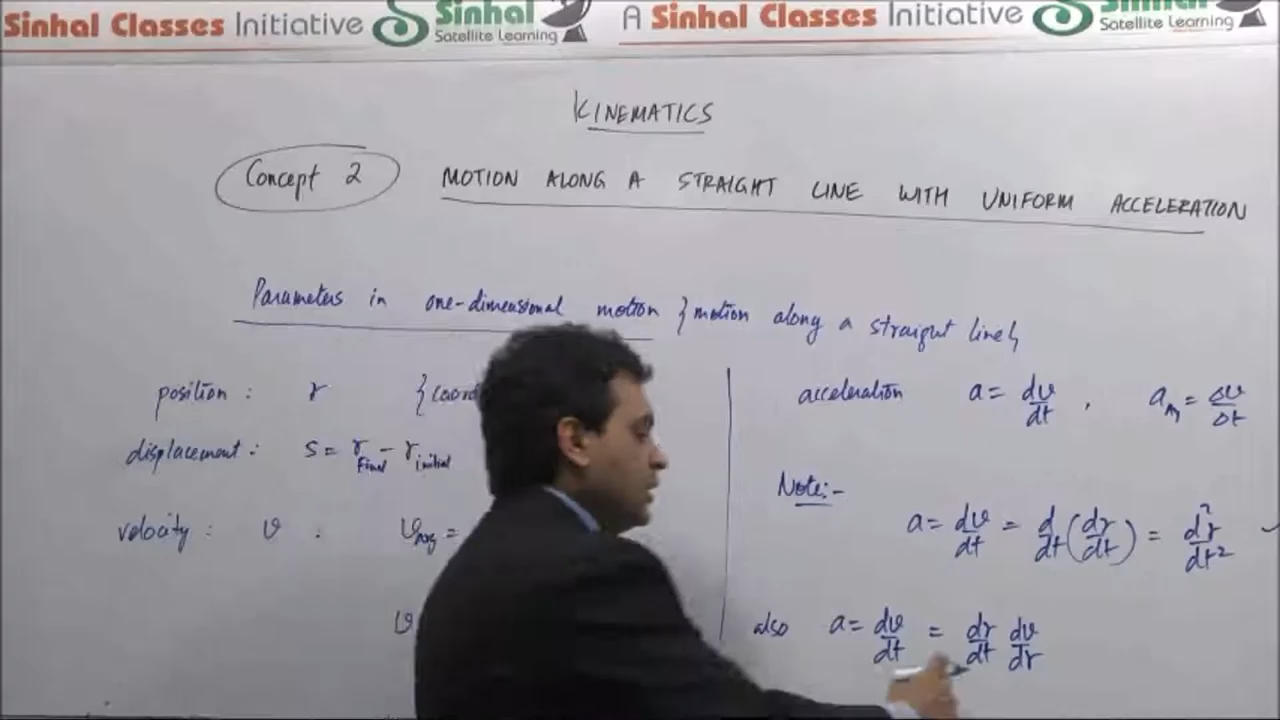 A Sinhal Classes Initiative Sinhal Satellite Learning A Sinhal Classes Initiative Sinhal Satellite Learning
KINEMATICS
Concept 2 MOTION ALONG A STRAIGHT LINE WITH UNIFORM ACCELERATION
Parameters in one-dimensional motion {motion along a straight line}
position : r {
displacement : s = r_Final - r_initial
velocity : v : v_avg =
v
acceleration a = dv/dt , a_avg = Δv/Δt
Note:-
a = dv/dt = d/dt (dr/dt) = d²r/dt²
also a = dv/dt = dr/dt dv/dr